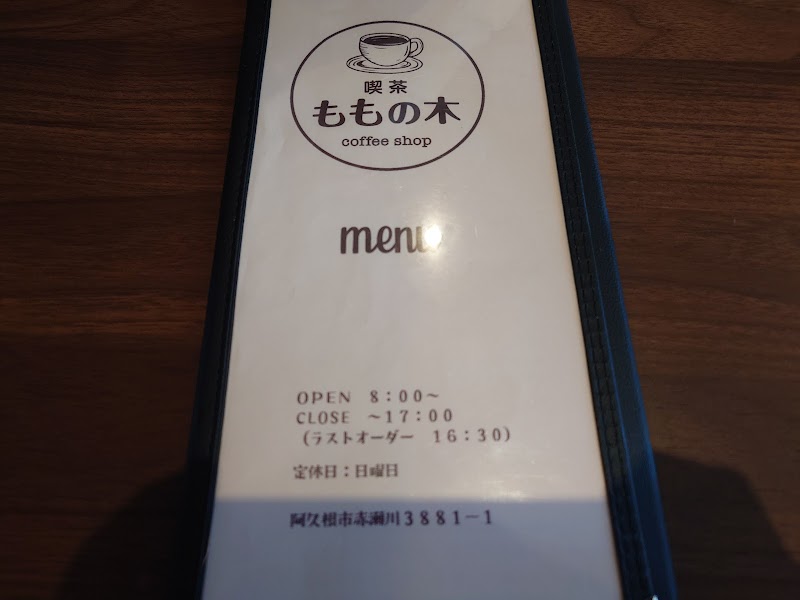 喫茶
ももの木
coffee shop
menu
OPEN 8:00～
CLOSE ～17:00
（ラストオーダー 16:30）
定休日：日曜日
阿久根市赤瀬川3881－1